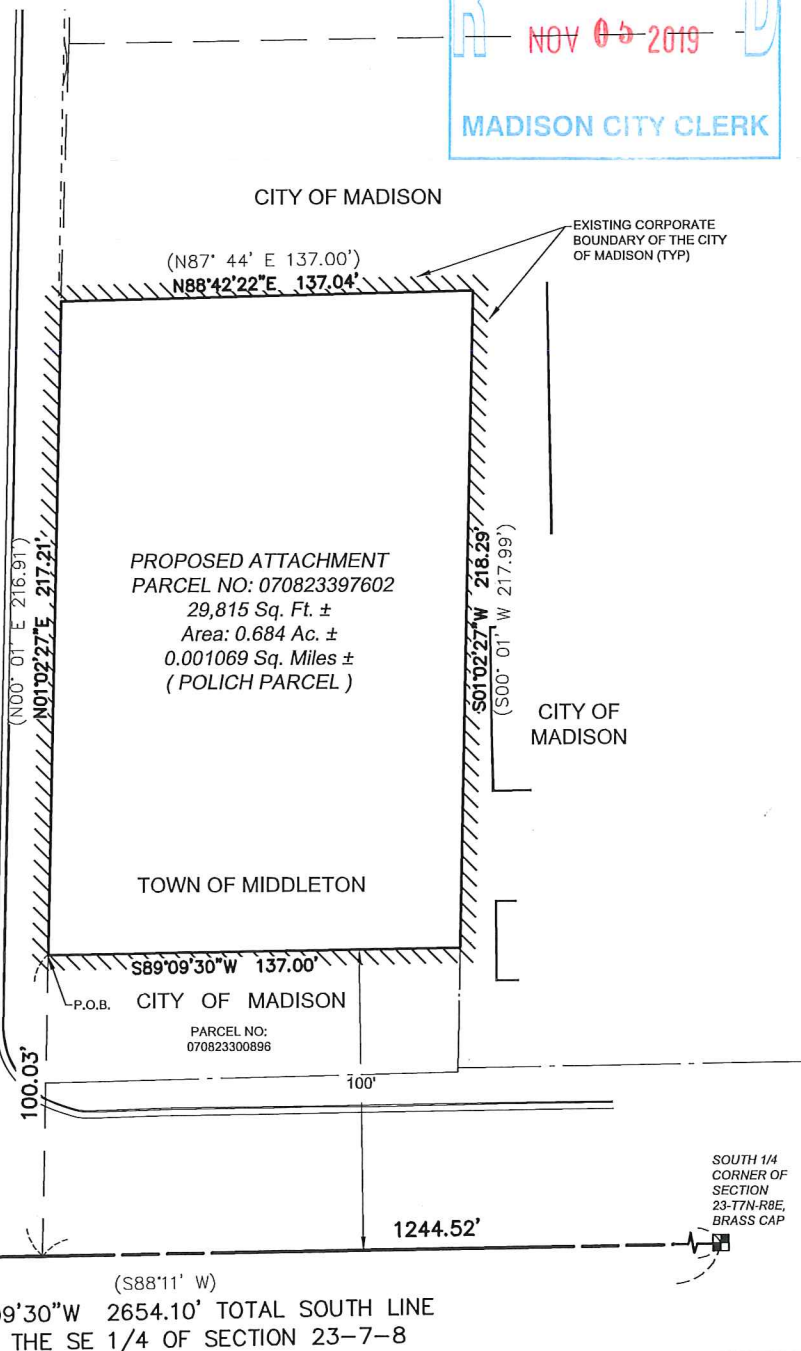 NOV 05 2019
MADISON CITY CLERK
CITY OF MADISON
EXISTING CORPORATE
BOUNDARY OF THE CITY
OF MADISON (TYP)
(N87° 44' E 137.00')
N88°42'22"E 137.04'
(N00° 01' E 216.91')
N01°02'27"E 217.21'
PROPOSED ATTACHMENT
PARCEL NO: 070823397602
29,815 Sq. Ft. ±
Area: 0.684 Ac. ±
0.001069 Sq. Miles ±
( POLICH PARCEL )
S01°02'27"W 218.29'
(S00° 01' W 217.99')
CITY OF
MADISON
TOWN OF MIDDLETON
S89°09'30"W 137.00'
P.O.B.
CITY OF MADISON
PARCEL NO:
070823300896
100.03'
100'
SOUTH 1/4
CORNER OF
SECTION
23-T7N-R8E,
BRASS CAP
1244.52'
(S88°11' W)
09'30"W 2654.10' TOTAL SOUTH LINE
THE SE 1/4 OF SECTION 23-7-8